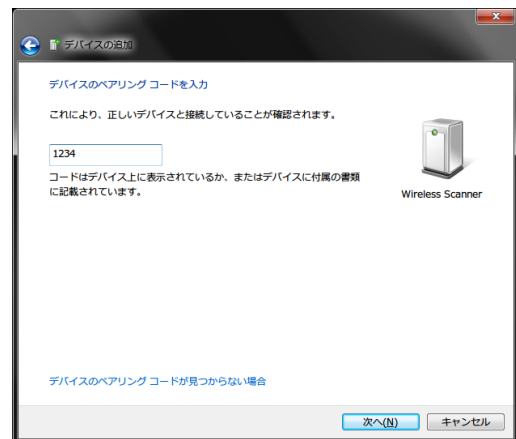 デバイスの追加
デバイスのペアリング コードを入力
これにより、正しいデバイスと接続していることが確認されます。
1234
コードはデバイス上に表示されているか、またはデバイスに付属の書類
に記載されています。
Wireless Scanner
デバイスのペアリング コードが見つからない場合
次へ(N)
キャンセル